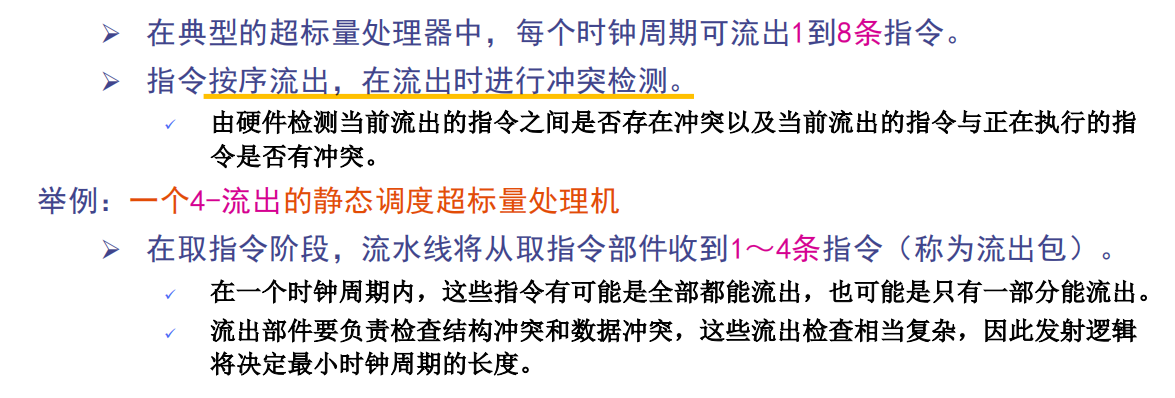 ➢ 在典型的超标量处理器中，每个时钟周期可流出1到8条指令。
➢ 指令按序流出，在流出时进行冲突检测。
✓ 由硬件检测当前流出的指令之间是否存在冲突以及当前流出的指令与正在执行的指
令是否有冲突。
举例：一个4-流出的静态调度超标量处理机
➢ 在取指令阶段，流水线将从取指令部件收到1～4条指令（称为流出包）。
✓ 在一个时钟周期内，这些指令有可能是全部都能流出，也可能是只有一部分能流出。
✓ 流出部件要负责检查结构冲突和数据冲突，这些流出检查相当复杂，因此发射逻辑
将决定最小时钟周期的长度。